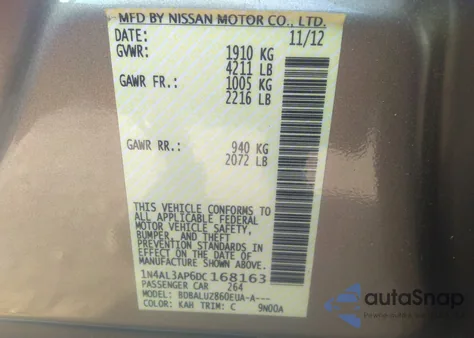 MFD BY NISSAN MOTOR CO., LTD.
DATE: 11/12
GVWR: 1910 KG
4211 LB
GAWR FR.: 1005 KG
2216 LB
GAWR RR.: 940 KG
2072 LB
THIS VEHICLE CONFORMS TO
ALL APPLICABLE FEDERAL
MOTOR VEHICLE SAFETY,
BUMPER, AND THEFT
PREVENTION STANDARDS IN
EFFECT ON THE DATE OF
MANUFACTURE SHOWN ABOVE.
1N4AL3AP6DC168163
PASSENGER CAR 264
MODEL: BDBALUZ860EUA-A---
COLOR: KAH TRIM: C 9N00A
autoSnap